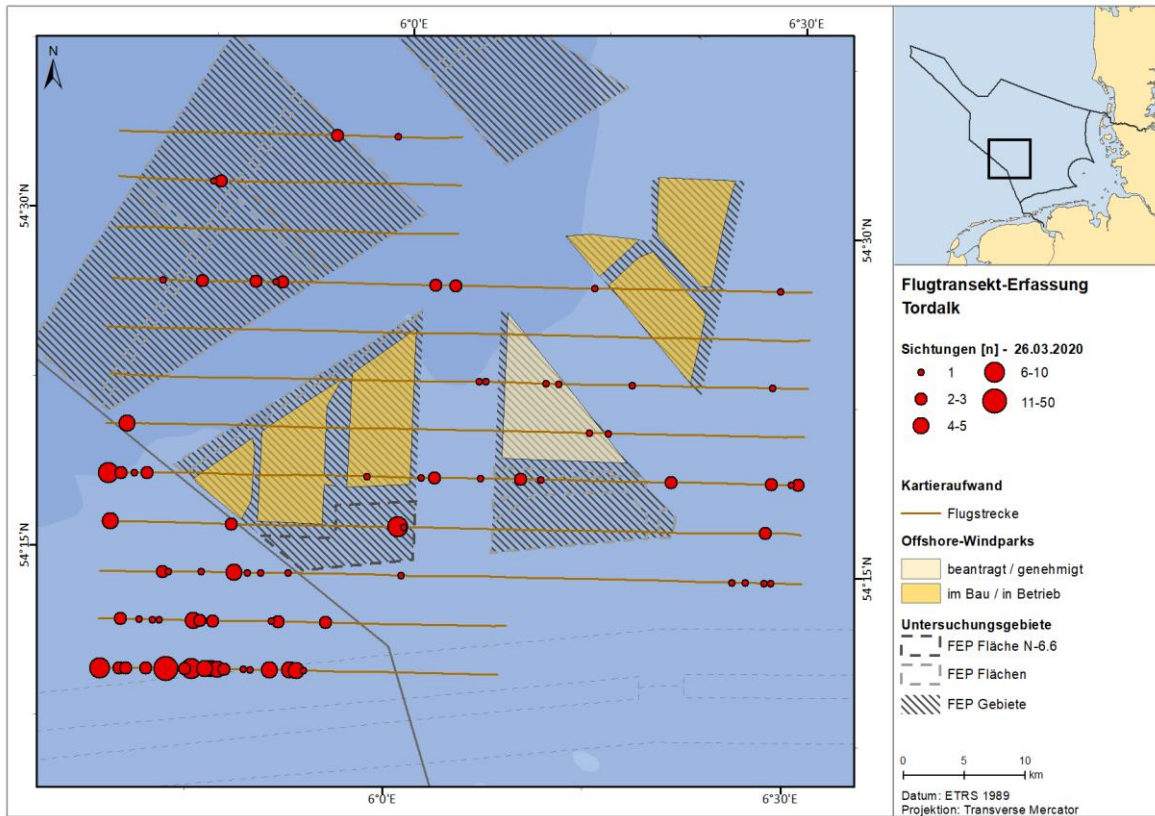 6°0'E
6°30'E
N
54°30'N
54°30'N
54°15'N
54°15'N
6°0'E
6°30'E
Flugtransekt-Erfassung
Tordalk
Sichtungen [n] - 26.03.2020
1
6-10
2-3
11-50
4-5
Kartieraufwand
Flugstrecke
Offshore-Windparks
beantragt / genehmigt
im Bau / in Betrieb
Untersuchungsgebiete
FEP Fläche N-6.6
FEP Flächen
FEP Gebiete
0 5 10
km
Datum: ETRS 1989
Projektion: Transverse Mercator